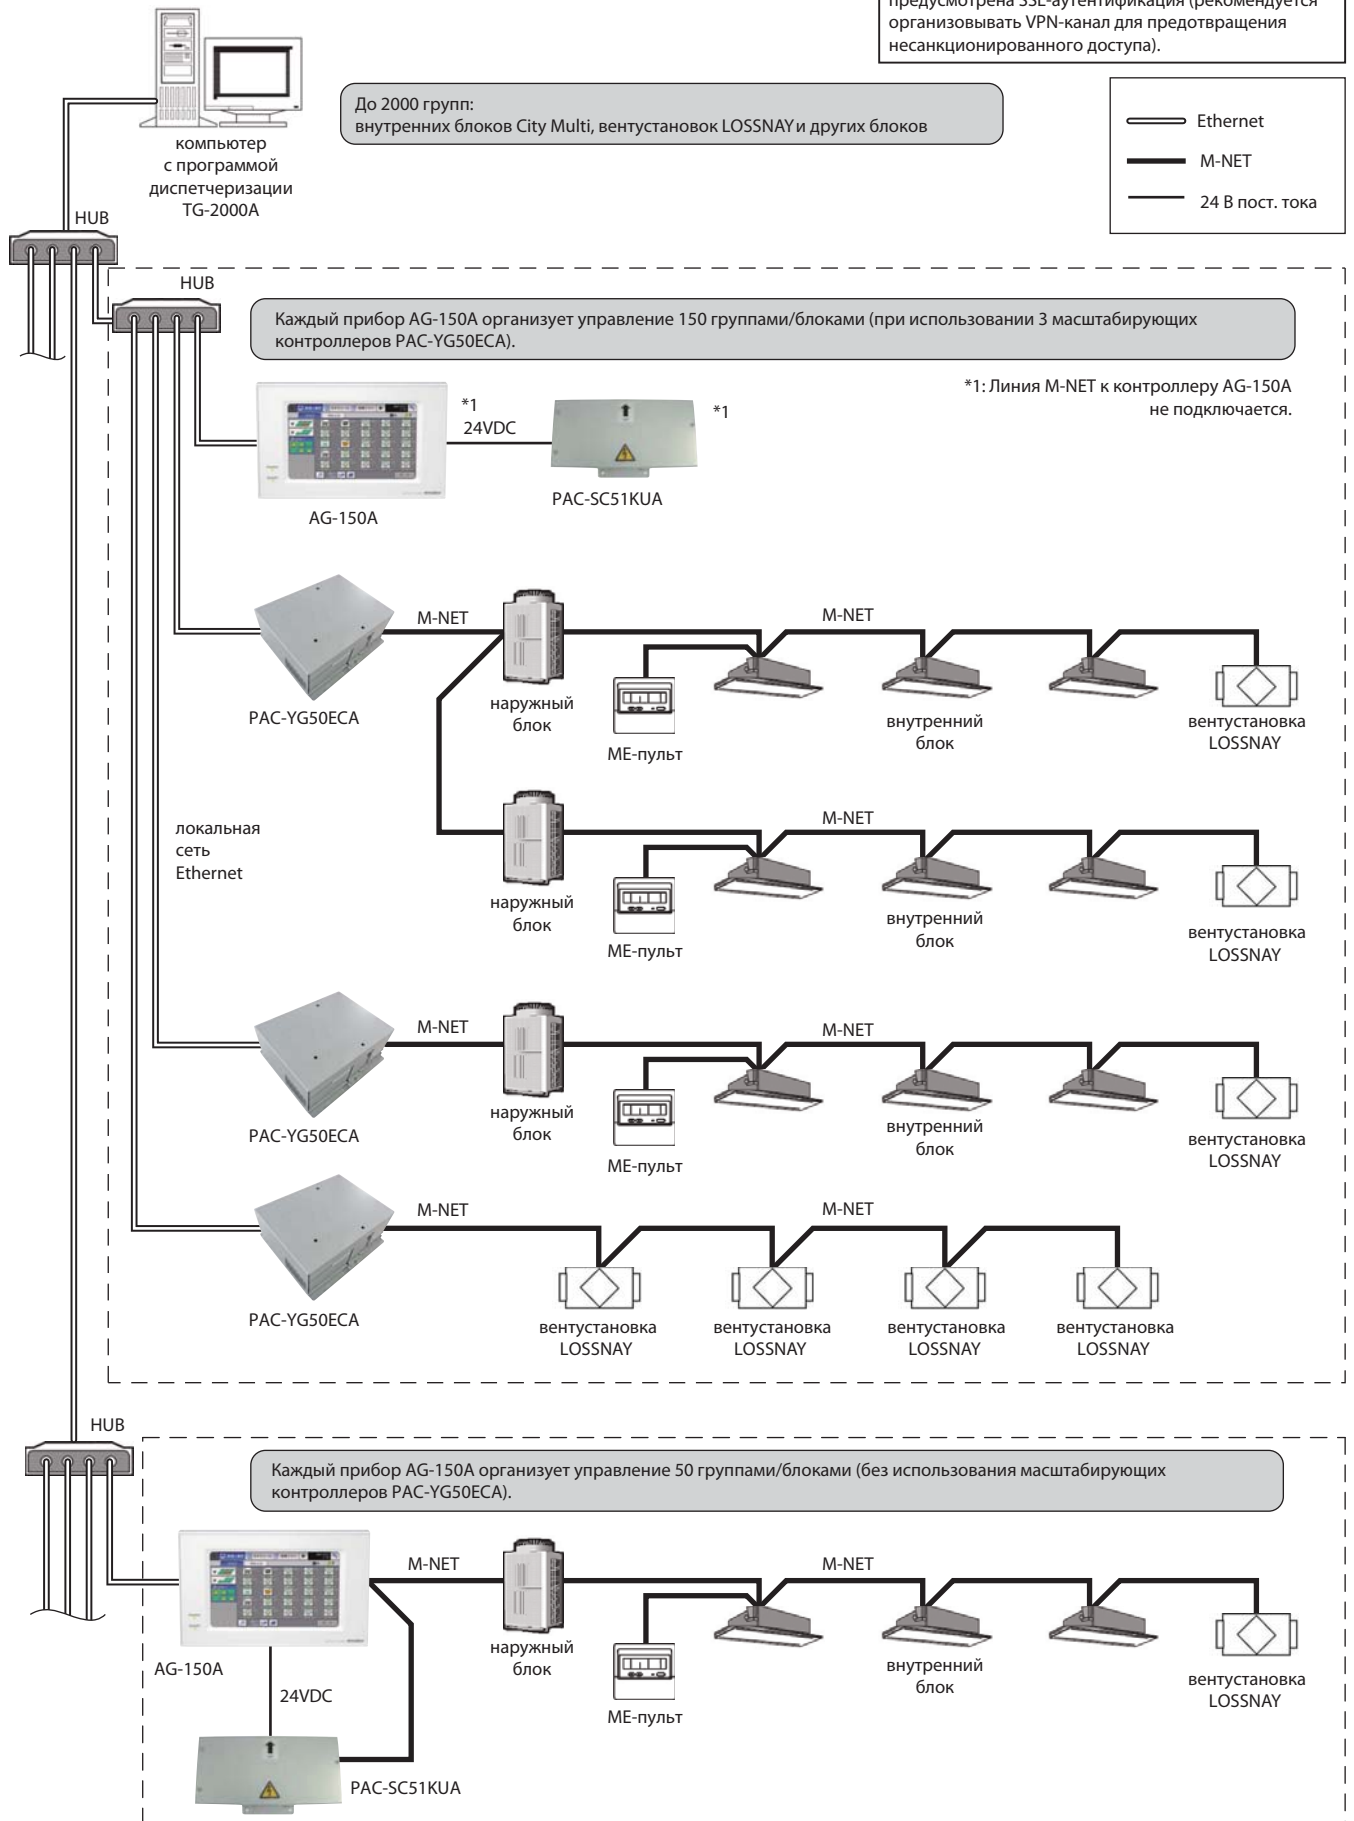 предусмотрена SSL-аутентификация (рекомендуется
организовывать VPN-канал для предотвращения
несанкционированного доступа).
До 2000 групп:
внутренних блоков City Multi, вентустановок LOSSNAY и других блоков
Ethernet
M-NET
24 В пост. тока
компьютер
с программой
диспетчеризации
TG-2000A
HUB
HUB
Каждый прибор AG-150A организует управление 150 группами/блоками (при использовании 3 масштабирующих
контроллеров PAC-YG50ECA).
*1: Линия M-NET к контроллеру AG-150A
не подключается.
*1
24VDC
*1
PAC-SC51KUA
AG-150A
M-NET
M-NET
PAC-YG50ECA
наружный
блок
ME-пульт
внутренний
блок
вентустановка
LOSSNAY
M-NET
локальная
сеть
Ethernet
наружный
блок
ME-пульт
внутренний
блок
вентустановка
LOSSNAY
M-NET
M-NET
PAC-YG50ECA
наружный
блок
ME-пульт
внутренний
блок
вентустановка
LOSSNAY
M-NET
M-NET
PAC-YG50ECA
вентустановка
LOSSNAY
вентустановка
LOSSNAY
вентустановка
LOSSNAY
вентустановка
LOSSNAY
HUB
Каждый прибор AG-150A организует управление 50 группами/блоками (без использования масштабирующих
контроллеров PAC-YG50ECA).
M-NET
M-NET
AG-150A
наружный
блок
ME-пульт
внутренний
блок
вентустановка
LOSSNAY
24VDC
PAC-SC51KUA